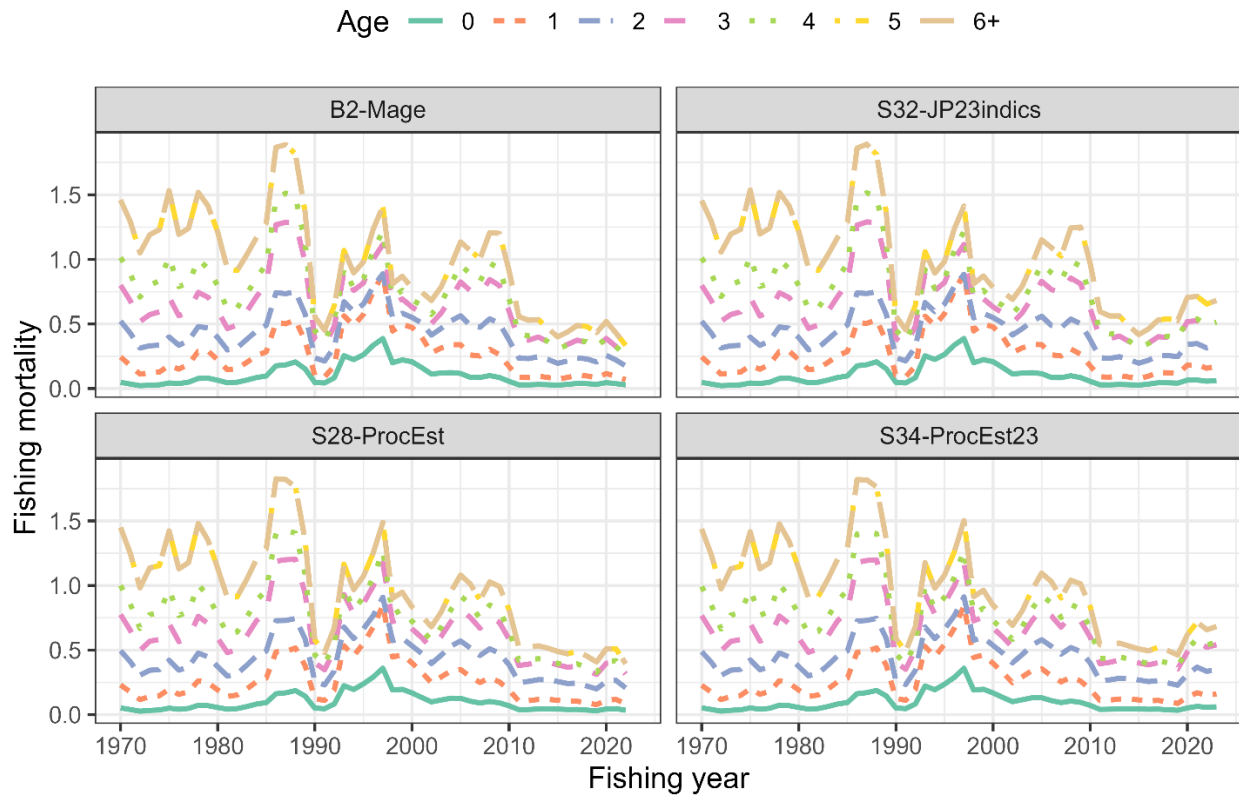 Age 0 1 2 3 4 5 6+
B2-Mage S32-JP23indics
1.5
1.0
0.5
0.0
S28-ProcEst S34-ProcEst23
1.5
1.0
0.5
0.0
Fishing mortality
1970 1980 1990 2000 2010 2020 1970 1980 1990 2000 2010 2020
Fishing year